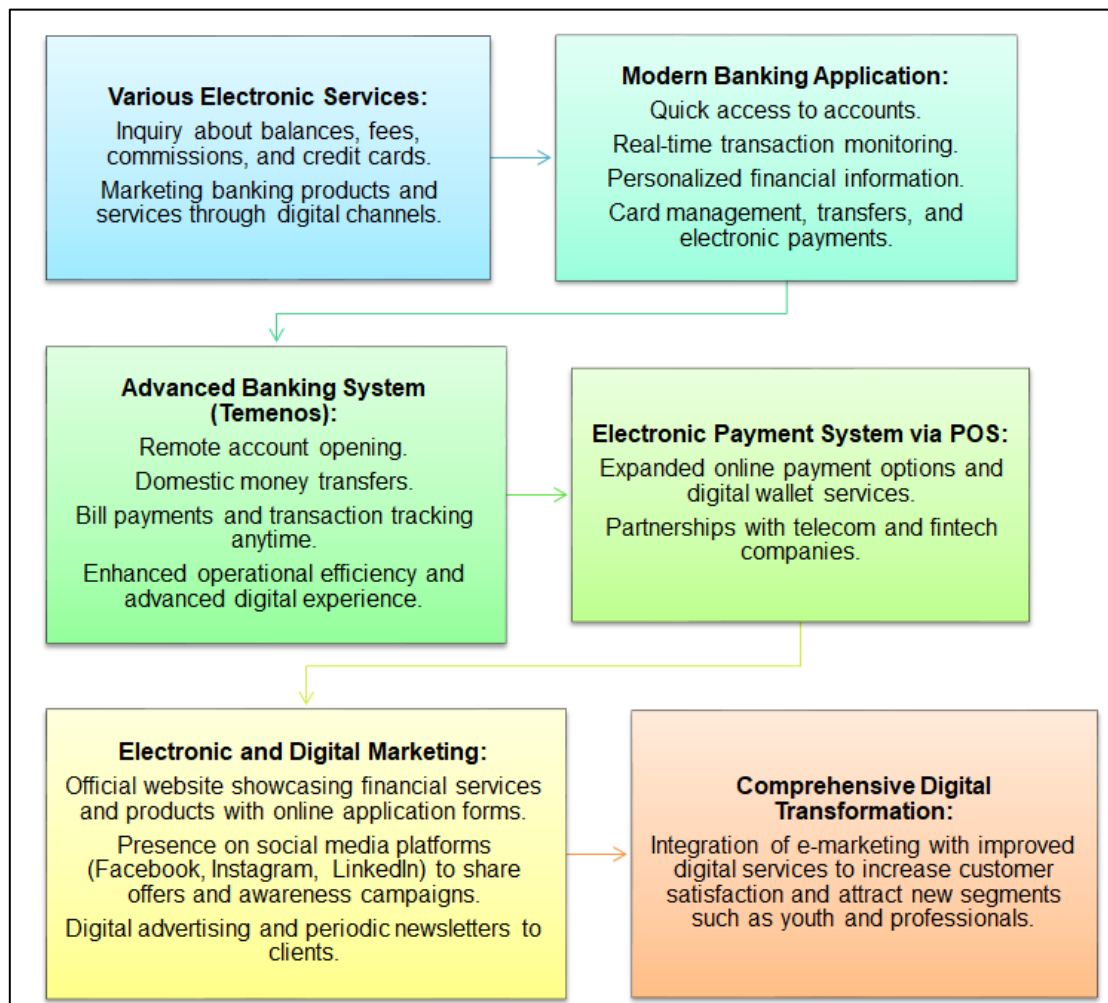 Various Electronic Services:
Inquiry about balances, fees,
commissions, and credit cards.
Marketing banking products and
services through digital channels.
Modern Banking Application:
Quick access to accounts.
Real-time transaction monitoring.
Personalized financial information.
Card management, transfers, and
electronic payments.
Advanced Banking System
(Temenos):
Remote account opening.
Domestic money transfers.
Bill payments and transaction tracking
anytime.
Enhanced operational efficiency and
advanced digital experience.
Electronic Payment System via POS:
Expanded online payment options and
digital wallet services.
Partnerships with telecom and fintech
companies.
Electronic and Digital Marketing:
Official website showcasing financial services
and products with online application forms.
Presence on social media platforms
(Facebook, Instagram, LinkedIn) to share
offers and awareness campaigns.
Digital advertising and periodic newsletters to
clients.
Comprehensive Digital
Transformation:
Integration of e-marketing with improved
digital services to increase customer
satisfaction and attract new segments
such as youth and professionals.